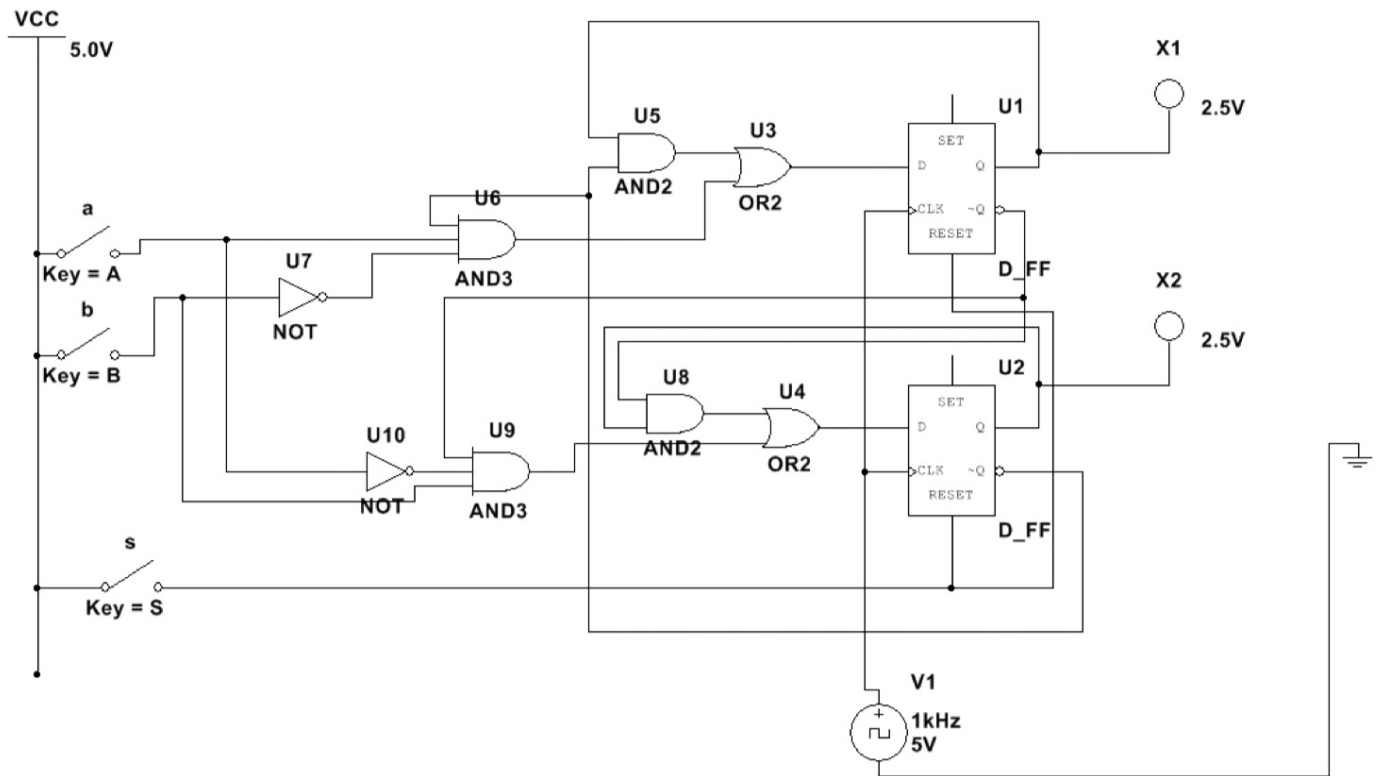 VCC
5.0V
X1
2.5V
U1
SET
D Q
CLK ~Q
RESET
D_FF
U5
AND2
U3
OR2
U6
AND3
a
Key = A
U7
NOT
b
Key = B
X2
2.5V
U2
SET
D Q
CLK ~Q
RESET
D_FF
U8
AND2
U4
OR2
U10
NOT
U9
AND3
s
Key = S
V1
+
1kHz
5V